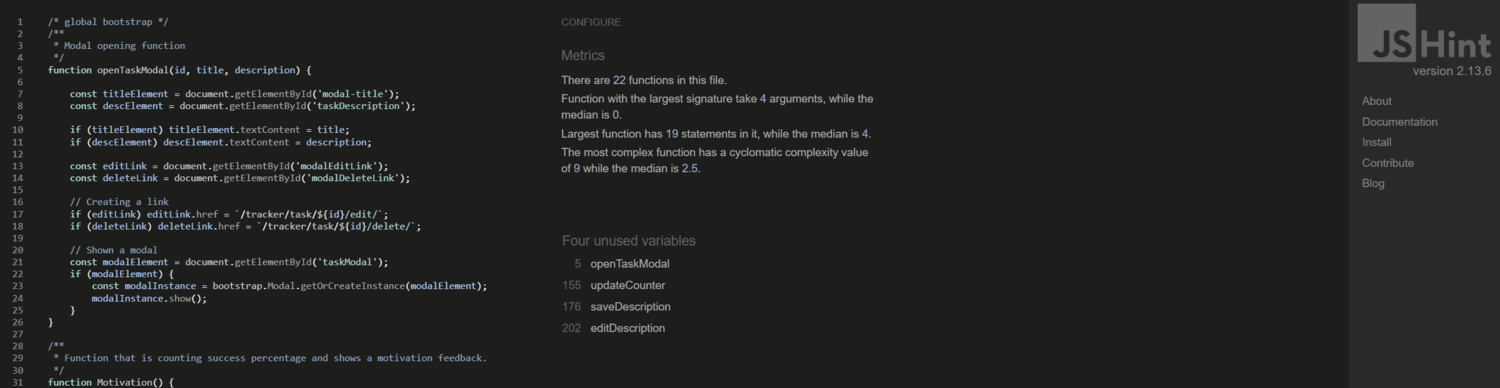 1 /* global bootstrap */
2 /**
3 * Modal opening function
4 */
5 function openTaskModal(id, title, description) {
6
7 const titleElement = document.getElementById('modal-title');
8 const descElement = document.getElementById('taskDescription');
9
10 if (titleElement) titleElement.textContent = title;
11 if (descElement) descElement.textContent = description;
12
13 const editLink = document.getElementById('modalEditLink');
14 const deleteLink = document.getElementById('modalDeleteLink');
15
16 // Creating a link
17 if (editLink) editLink.href = `/tracker/task/${id}/edit/`;
18 if (deleteLink) deleteLink.href = `/tracker/task/${id}/delete/`;
19
20 // Shown a modal
21 const modalElement = document.getElementById('taskModal');
22 if (modalElement) {
23 const modalInstance = bootstrap.Modal.getOrCreateInstance(modalElement);
24 modalInstance.show();
25 }
26 }
27
28 /**
29 * Function that is counting success percentage and shows a motivation feedback.
30 */
31 function Motivation() {
CONFIGURE
Metrics
There are 22 functions in this file.
Function with the largest signature take 4 arguments, while the
median is 0.
Largest function has 19 statements in it, while the median is 4.
The most complex function has a cyclomatic complexity value
of 9 while the median is 2.5.
Four unused variables
5 openTaskModal
155 updateCounter
176 saveDescription
202 editDescription
JSHint
version 2.13.6
About
Documentation
Install
Contribute
Blog